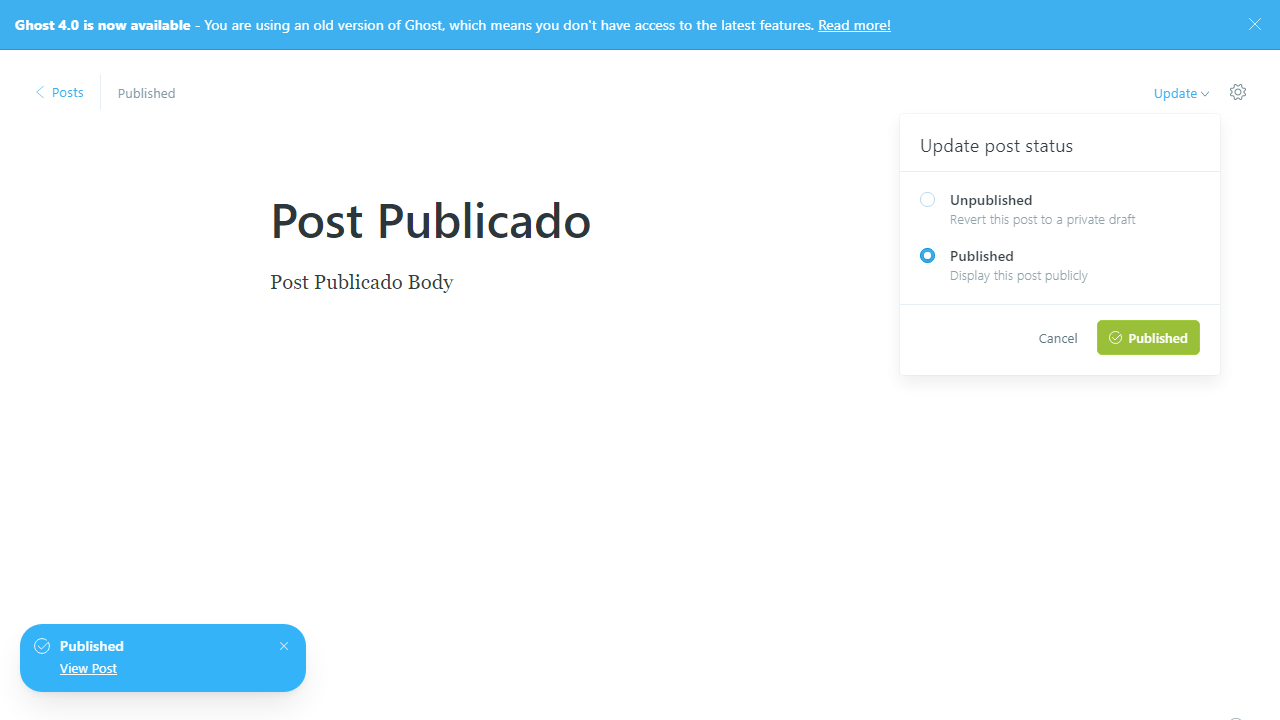 Ghost 4.0 is now available - You are using an old version of Ghost, which means you don't have access to the latest features. Read more!
Posts
Published
Update
Update post status
Unpublished
Revert this post to a private draft
Published
Display this post publicly
Cancel
Published
Post Publicado
Post Publicado Body
Published
View Post